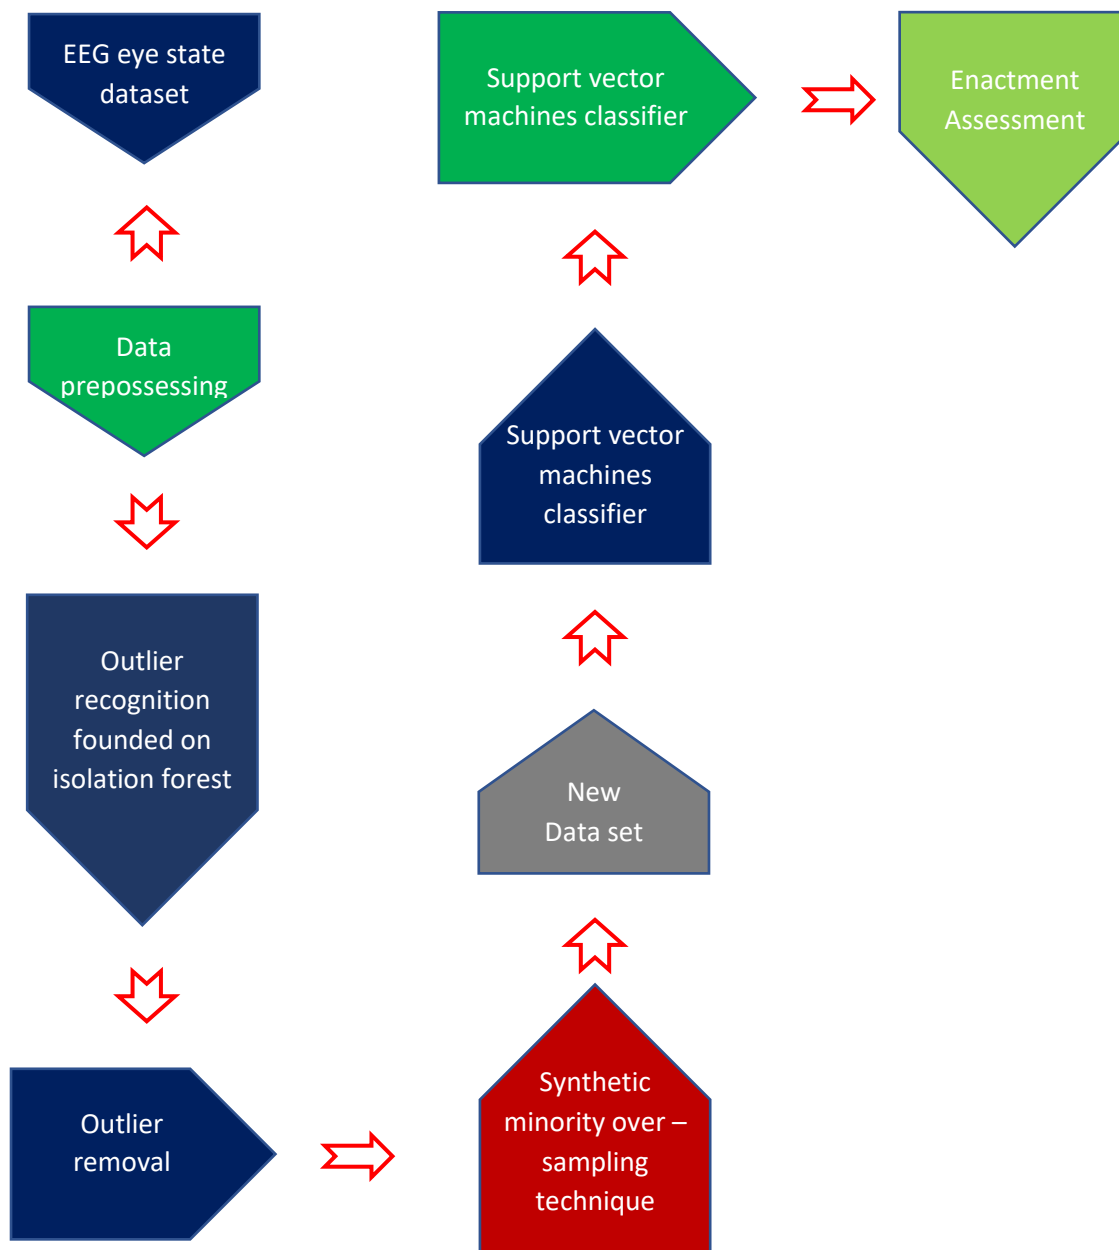 EEG eye state
dataset
Data
prepossessing
Outlier
recognition
founded on
isolation forest
Outlier
removal
Synthetic
minority over –
sampling
technique
New
Data set
Support vector
machines
classifier
Support vector
machines classifier
Enactment
Assessment